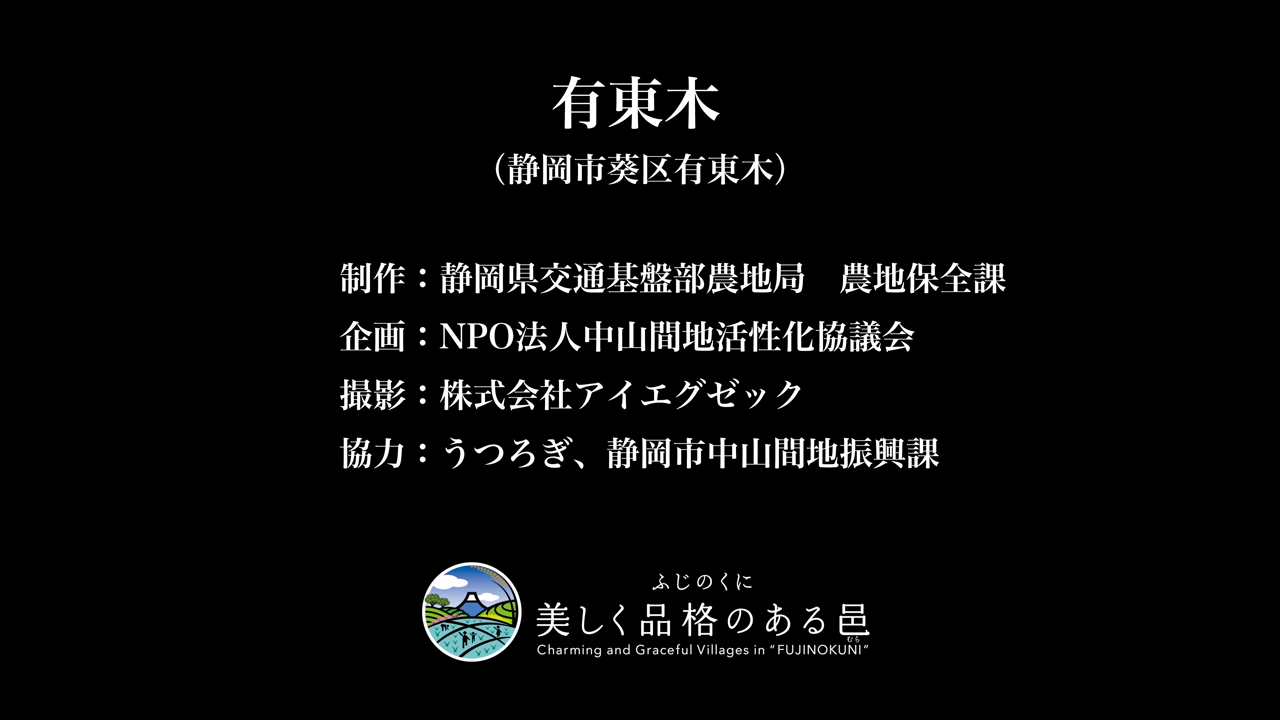 有東木
（静岡市葵区有東木）
制作：静岡県交通基盤部農地局　農地保全課
企画：NPO法人中山間地活性化協議会
撮影：株式会社アイエグゼック
協力：うつろぎ、静岡市中山間地振興課
ふじのくに
美しく品格のある邑
むら
Charming and Graceful Villages in “FUJINOKUNI”